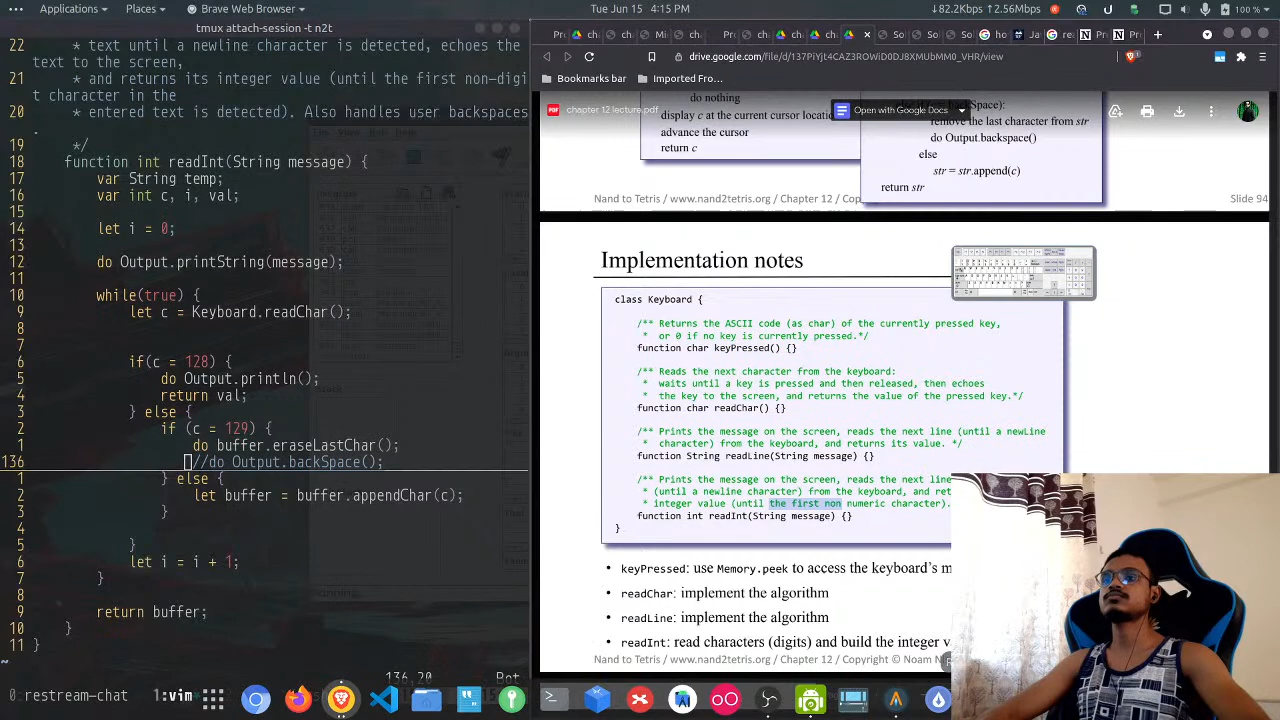 Applications
Places
Brave Web Browser
Tue Jun 15 4:15 PM
82.2Kbps
2.56Mbps
100 %
tmux attach-session -t n2t
22 * text until a newline character is detected, echoes the
text to the screen,
21 * and returns its integer value (until the first non-digi
t character in the
20 * entered text is detected). Also handles user backspaces
.
19 */
18 function int readInt(String message) {
17 var String temp;
16 var int c, i, val;
15
14 let i = 0;
13
12 do Output.printString(message);
11
10 while(true) {
9 let c = Keyboard.readChar();
8
7
6 if(c = 128) {
5 do Output.println();
4 return val;
3 } else {
2 if (c = 129) {
1 do buffer.eraseLastChar();
136 //do Output.backSpace();
1 } else {
2 let buffer = buffer.appendChar(c);
3 }
4
5 }
6 let i = i + 1;
7 }
8
9 return buffer;
10 }
11 }
~
136,20 Bot
0 restream-chat 1:vim
drive.google.com/file/d/137PiYjt4CAZ3ROWiD0DJ8XMUbMM0_VHR/view
Bookmarks bar
Imported Fro...
chapter 12 lecture.pdf
Open with Google Docs
do nothing
display c at the current cursor locatio
advance the cursor
return c
remove the last character from str
do Output.backspace()
else
str = str.append(c)
return str
Nand to Tetris / www.nand2tetris.org / Chapter 12 / Cop
Slide 94
Implementation notes
class Keyboard {
/** Returns the ASCII code (as char) of the currently pressed key,
* or 0 if no key is currently pressed.*/
function char keyPressed() {}
/** Reads the next character from the keyboard:
* waits until a key is pressed and then released, then echoes
* the key to the screen, and returns the value of the pressed key.*/
function char readChar() {}
/** Prints the message on the screen, reads the next line (until a newLine
* character) from the keyboard, and returns its value. */
function String readLine(String message) {}
/** Prints the message on the screen, reads the next
* (until a newline character) from the keyboard, and ret
* integer value (until the first non numeric character).
function int readInt(String message) {}
}
• keyPressed: use Memory.peek to access the keyboard's m
• readChar: implement the algorithm
• readLine: implement the algorithm
• readInt: read characters (digits) and build the integer v
Nand to Tetris / www.nand2tetris.org / Chapter 12 / Copyright © Noam N